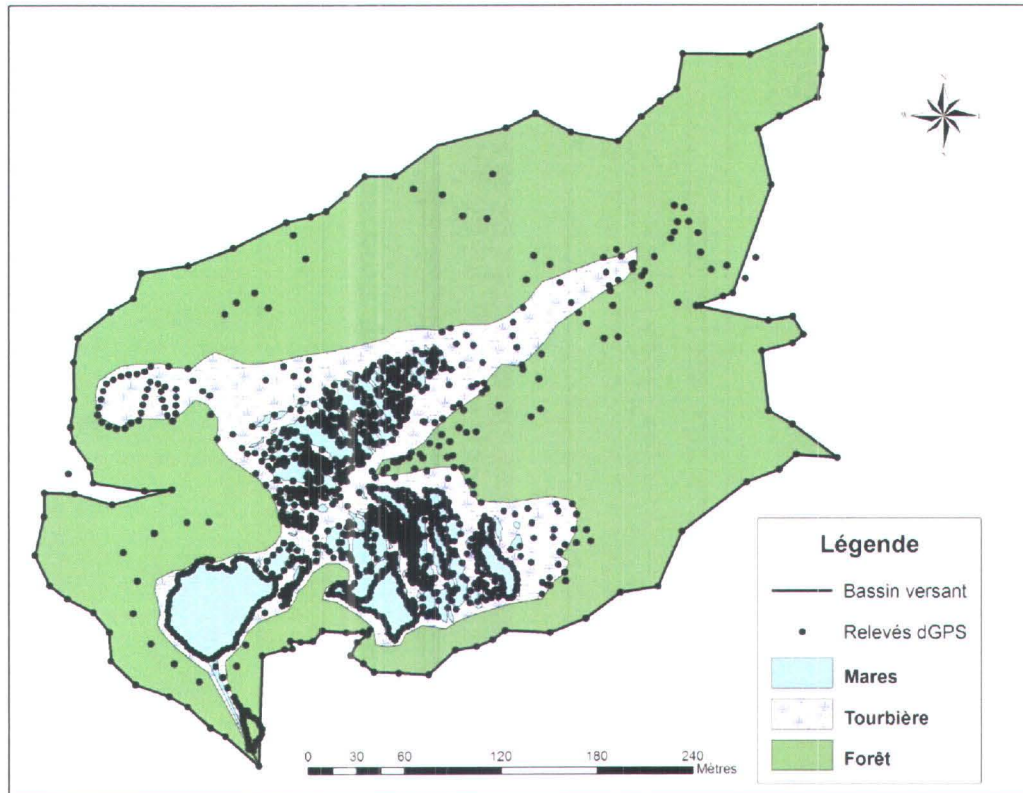 Légende
Bassin versant
Relevés dGPS
Mares
Tourbière
Forêt
0 30 60 120 180 240
Mètres